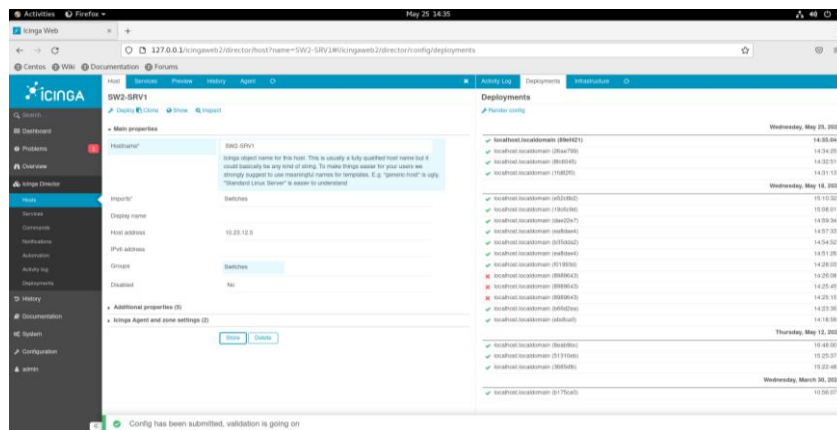 Activities Firefox
May 25 14:35
Icinga Web
127.0.0.1/icingaweb2/director/host?name=SW2-SRV1#!/icingaweb2/director/config/deployments
Centos Wiki Documentation Forums
ICINGA
Search ...
Dashboard
Problems
Overview
Icinga Director
Hosts
Services
Commands
Notifications
Automation
Activity log
Deployments
History
Documentation
System
Configuration
admin
Host Services Preview History Agent
SW2-SRV1
Deploy Clone Show Inspect
Main properties
Hostname* SW2-SRV1
Icinga object name for this host. This is usually a fully qualified host name but it
could basically be any kind of string. To make things easier for your users we
strongly suggest to use meaningful names for templates. E.g. "generic-host" is ugly,
"Standard Linux Server" is easier to understand
Imports* Switches
Display name
Host address 10.23.12.5
IPv6 address
Groups Switches
Disabled No
Additional properties (5)
Icinga Agent and zone settings (2)
Store Delete
Activity Log Deployments Infrastructure
Deployments
Render config
Wednesday, May 25, 202
localhost.localdomain 14:35:04
localhost.localdomain 14:34:25
localhost.localdomain 14:32:51
localhost.localdomain 14:31:13
Wednesday, May 18, 202
localhost.localdomain 15:10:32
localhost.localdomain 15:08:01
localhost.localdomain 14:59:34
localhost.localdomain 14:57:33
localhost.localdomain 14:54:52
localhost.localdomain 14:51:26
localhost.localdomain 14:28:03
localhost.localdomain (8989643) 14:26:08
localhost.localdomain (8989643) 14:25:45
localhost.localdomain (8989643) 14:25:15
localhost.localdomain 14:23:36
localhost.localdomain 14:18:58
Thursday, May 12, 202
localhost.localdomain 16:48:00
localhost.localdomain 15:25:37
localhost.localdomain 15:22:48
Wednesday, March 30, 202
localhost.localdomain 10:56:07
Config has been submitted, validation is going on